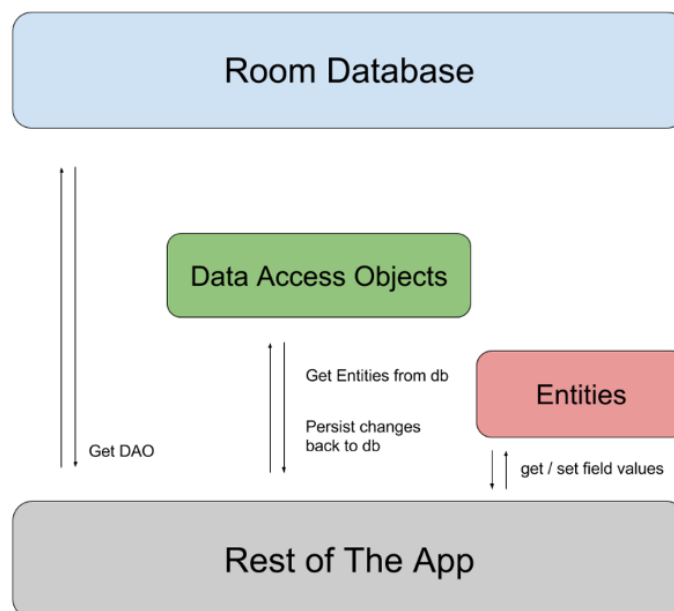 Room Database
Data Access Objects
Get Entities from db
Entities
Persist changes
back to db
Get DAO
get / set field values
Rest of The App